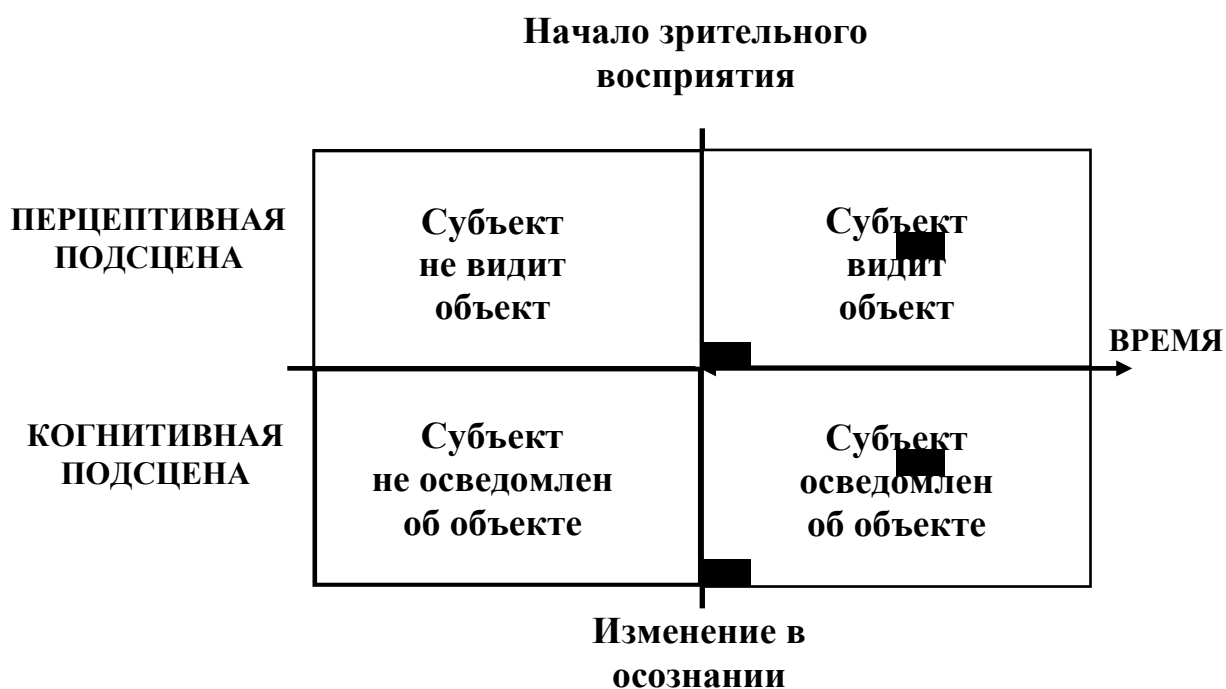 Начало зрительного
восприятия
ПЕРЦЕПТИВНАЯ
ПОДСЦЕНА
Субъект
не видит
объект
Субъект
видит
объект
ВРЕМЯ
КОГНИТИВНАЯ
ПОДСЦЕНА
Субъект
не осведомлен
об объекте
Субъект
осведомлен
об объекте
Изменение в
осознании